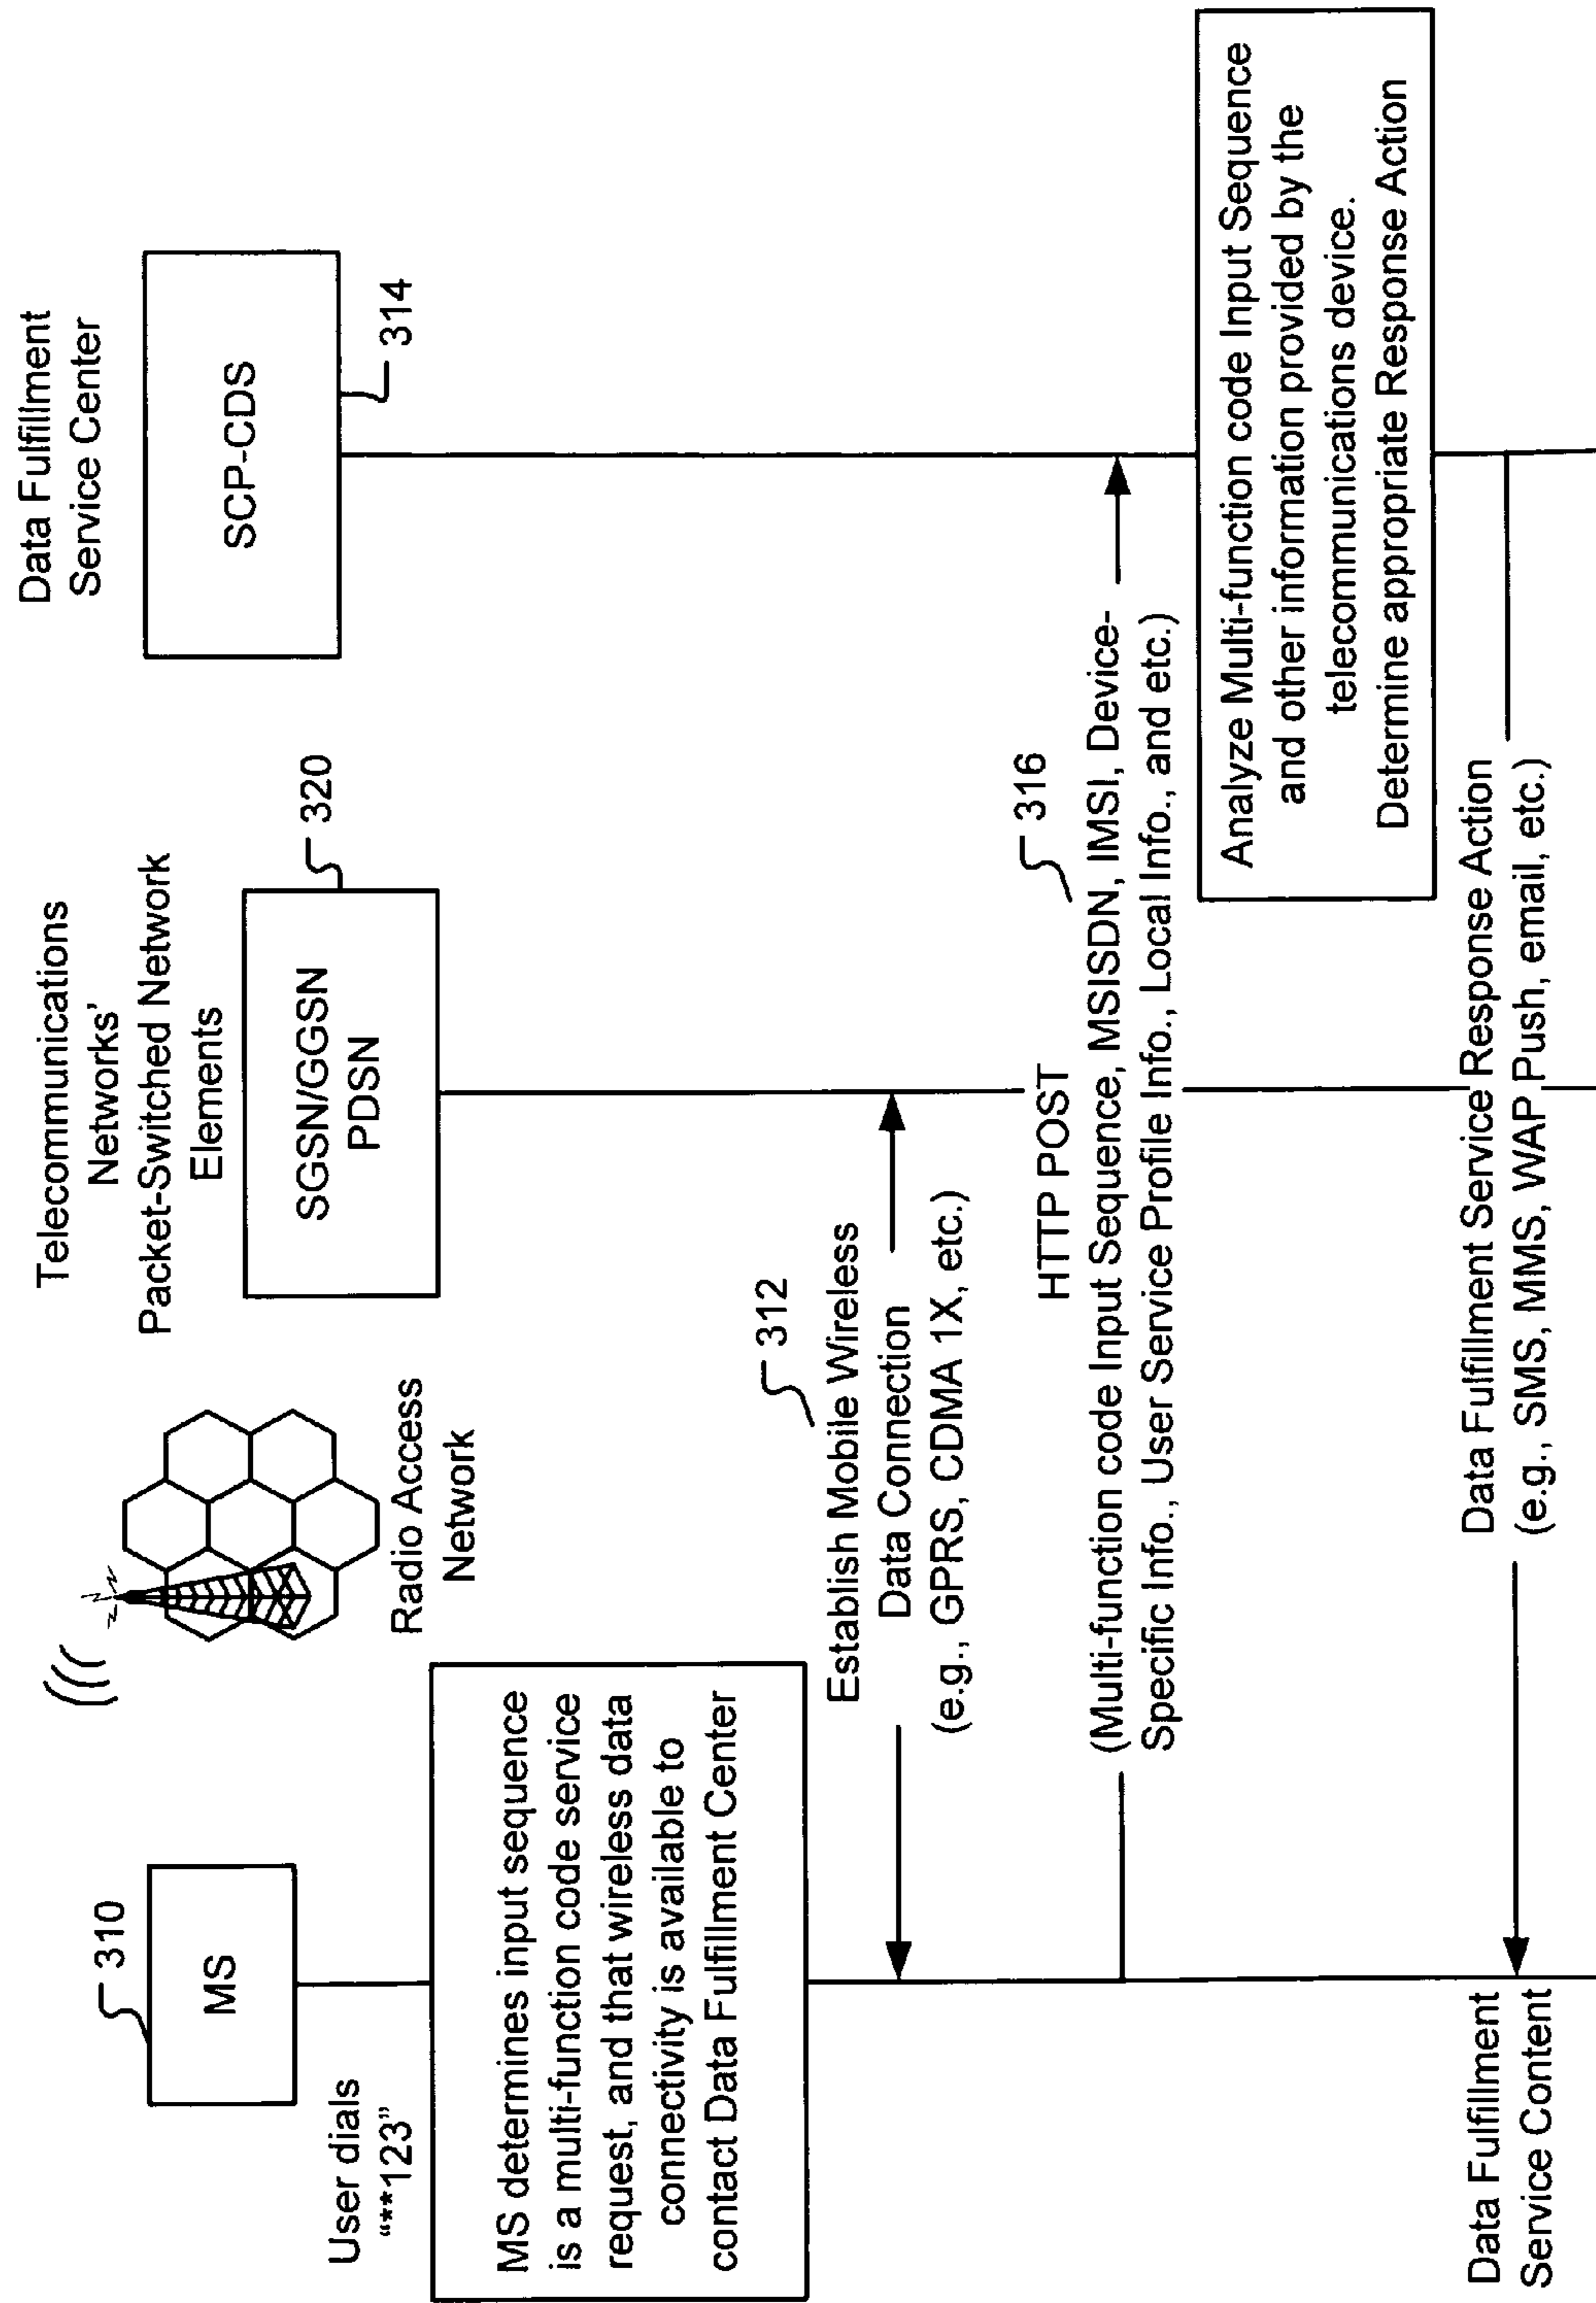 310
MS
User dials
“**123”
MS determines input sequence
is a multi-function code service
request, and that wireless data
connectivity is available to
contact Data Fulfillment Center
Radio Access
Network
Telecommunications
Networks’
Packet-Switched Network
Elements
SGSN/GGSN
PDSN
320
Data Fulfillment
Service Center
SCP-CDS
314
312
Establish Mobile Wireless
Data Connection
(e.g., GPRS, CDMA 1X, etc.)
316
HTTP POST
(Multi-function code Input Sequence, MSISDN, IMSI, Device-
Specific Info., User Service Profile Info., Local Info., and etc.)
Analyze Multi-function code Input Sequence
and other information provided by the
telecommunications device.
Determine appropriate Response Action
Data Fulfillment Service Response Action
(e.g., SMS, MMS, WAP Push, email, etc.)
Data Fulfillment
Service Content